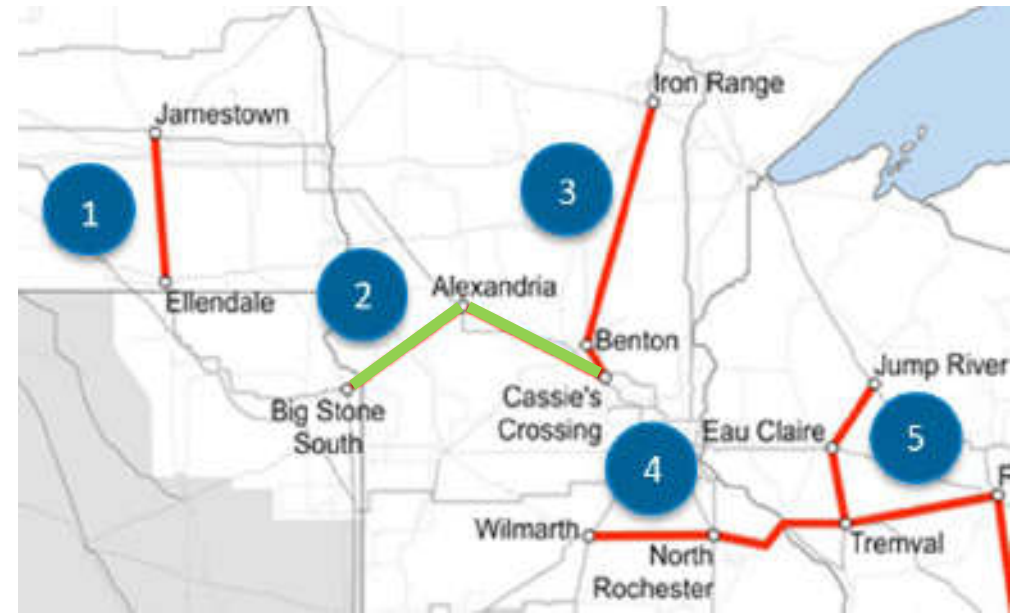 Iron Range
Jamestown
3
1
Ellendale
2
Alexandria
Benton
Big Stone
South
Cassie's
Crossing
Jump River
Eau Claire
5
4
Wilmarth
North
Rochester
Tremval